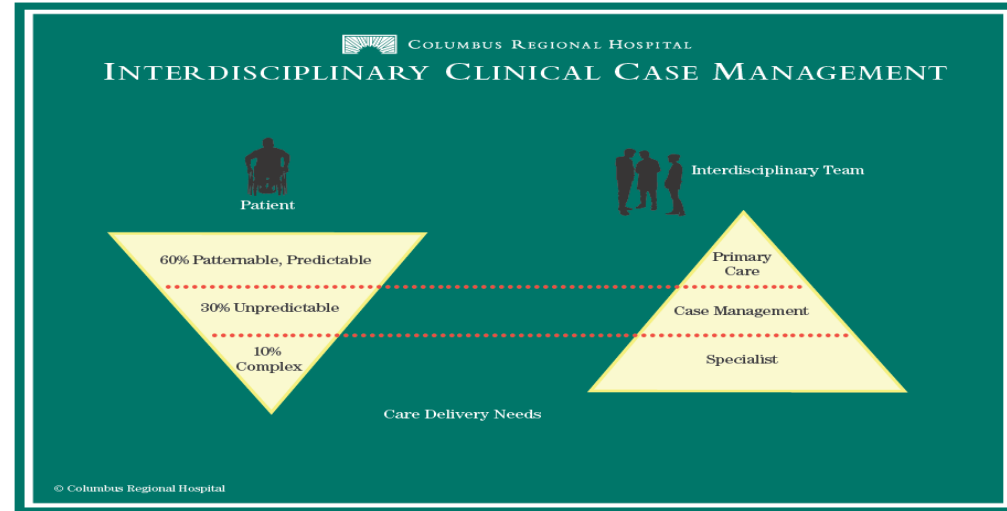 COLUMBUS REGIONAL HOSPITAL
INTERDISCIPLINARY CLINICAL CASE MANAGEMENT
Patient
Interdisciplinary Team
60% Patternable, Predictable
30% Unpredictable
10%
Complex
Primary
Care
Case Management
Specialist
Care Delivery Needs
© Columbus Regional Hospital